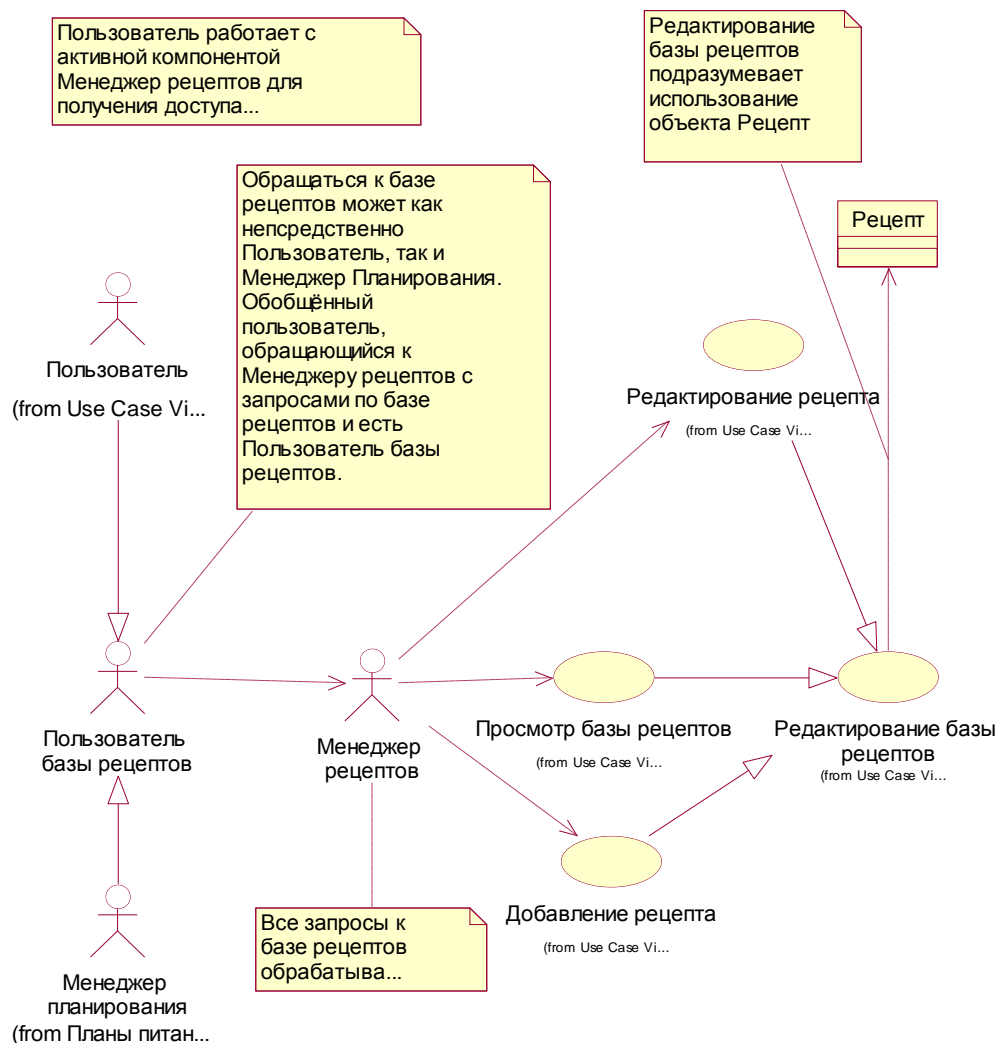 Пользователь работает с
активной компонентой
Менеджер рецептов для
получения доступа...
Редактирование
базы рецептов
подразумевает
использование
объекта Рецепт
Обращаться к базе
рецептов может как
непсредственно
Пользователь, так и
Менеджер Планирования.
Обобщённый
пользователь,
обращающийся к
Менеджеру рецептов с
запросами по базе
рецептов и есть
Пользователь базы
рецептов.
Рецепт
Пользователь
(from Use Case Vi...
Редактирование рецепта
(from Use Case Vi...
Пользователь
базы рецептов
Менеджер
рецептов
Просмотр базы рецептов
(from Use Case Vi...
Редактирование базы
рецептов
(from Use Case Vi...
Добавление рецепта
(from Use Case Vi...
Все запросы к
базе рецептов
обрабатыва...
Менеджер
планирования
(from Планы питан...